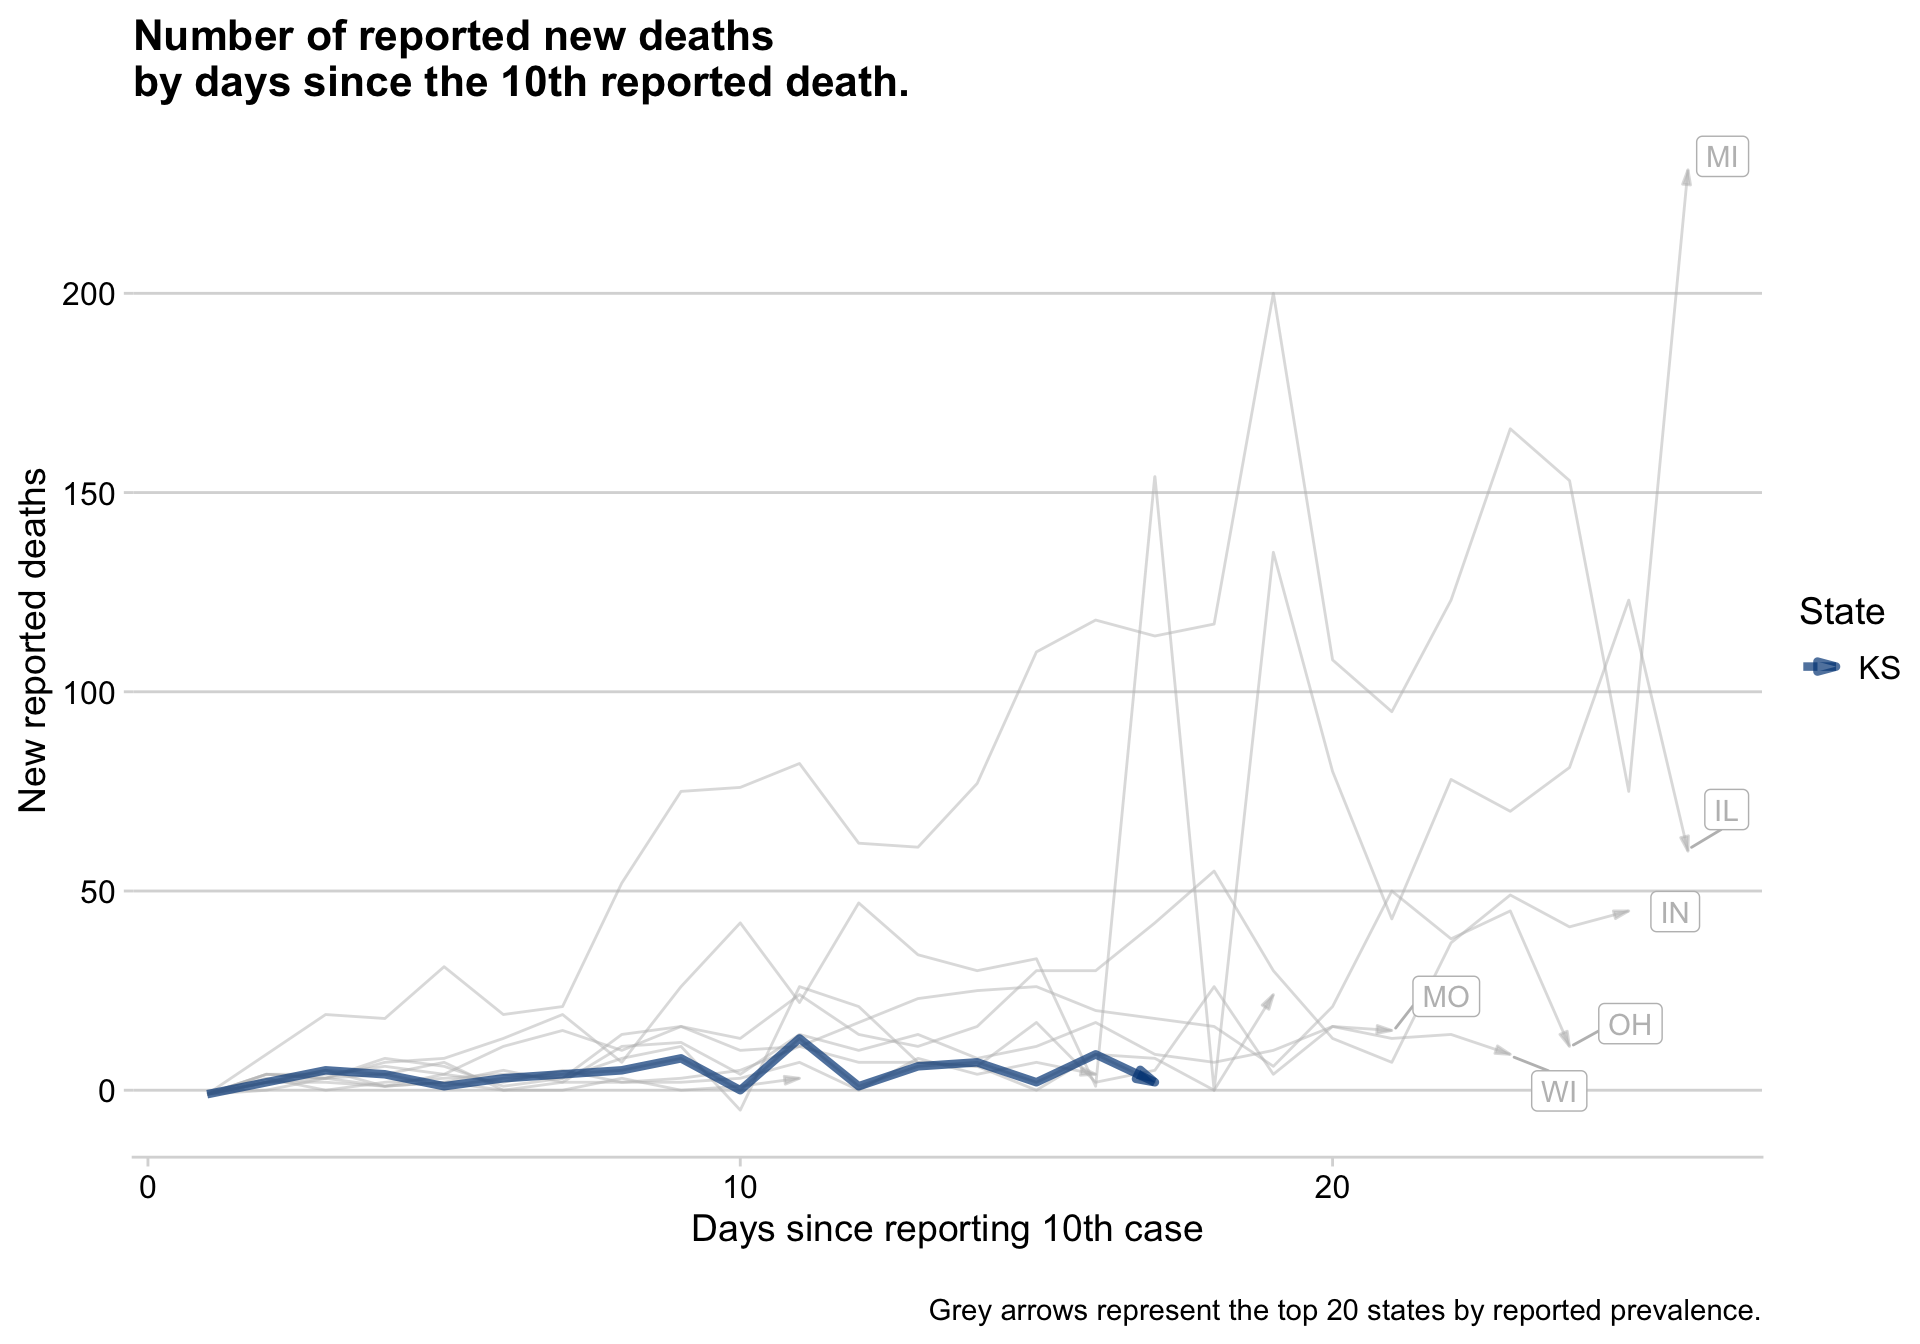 Number of reported new deaths
by days since the 10th reported death.
MI
200
150
100
50
0
New reported deaths
IL
IN
MO
OH
WI
State
KS
0 10 20
Days since reporting 10th case
Grey arrows represent the top 20 states by reported prevalence.